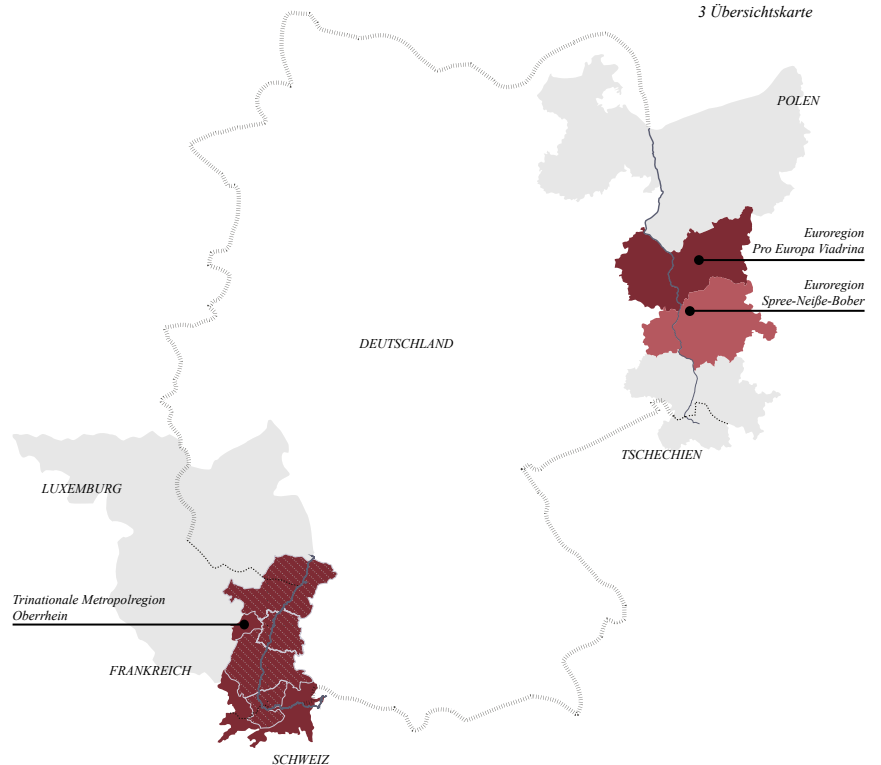 3 Übersichtskarte
POLEN
Euroregion
Pro Europa Viadrina
Euroregion
Spree-Neiße-Bober
DEUTSCHLAND
TSCHECHIEN
LUXEMBURG
Trinationale Metropolregion
Oberrhein
FRANKREICH
SCHWEIZ